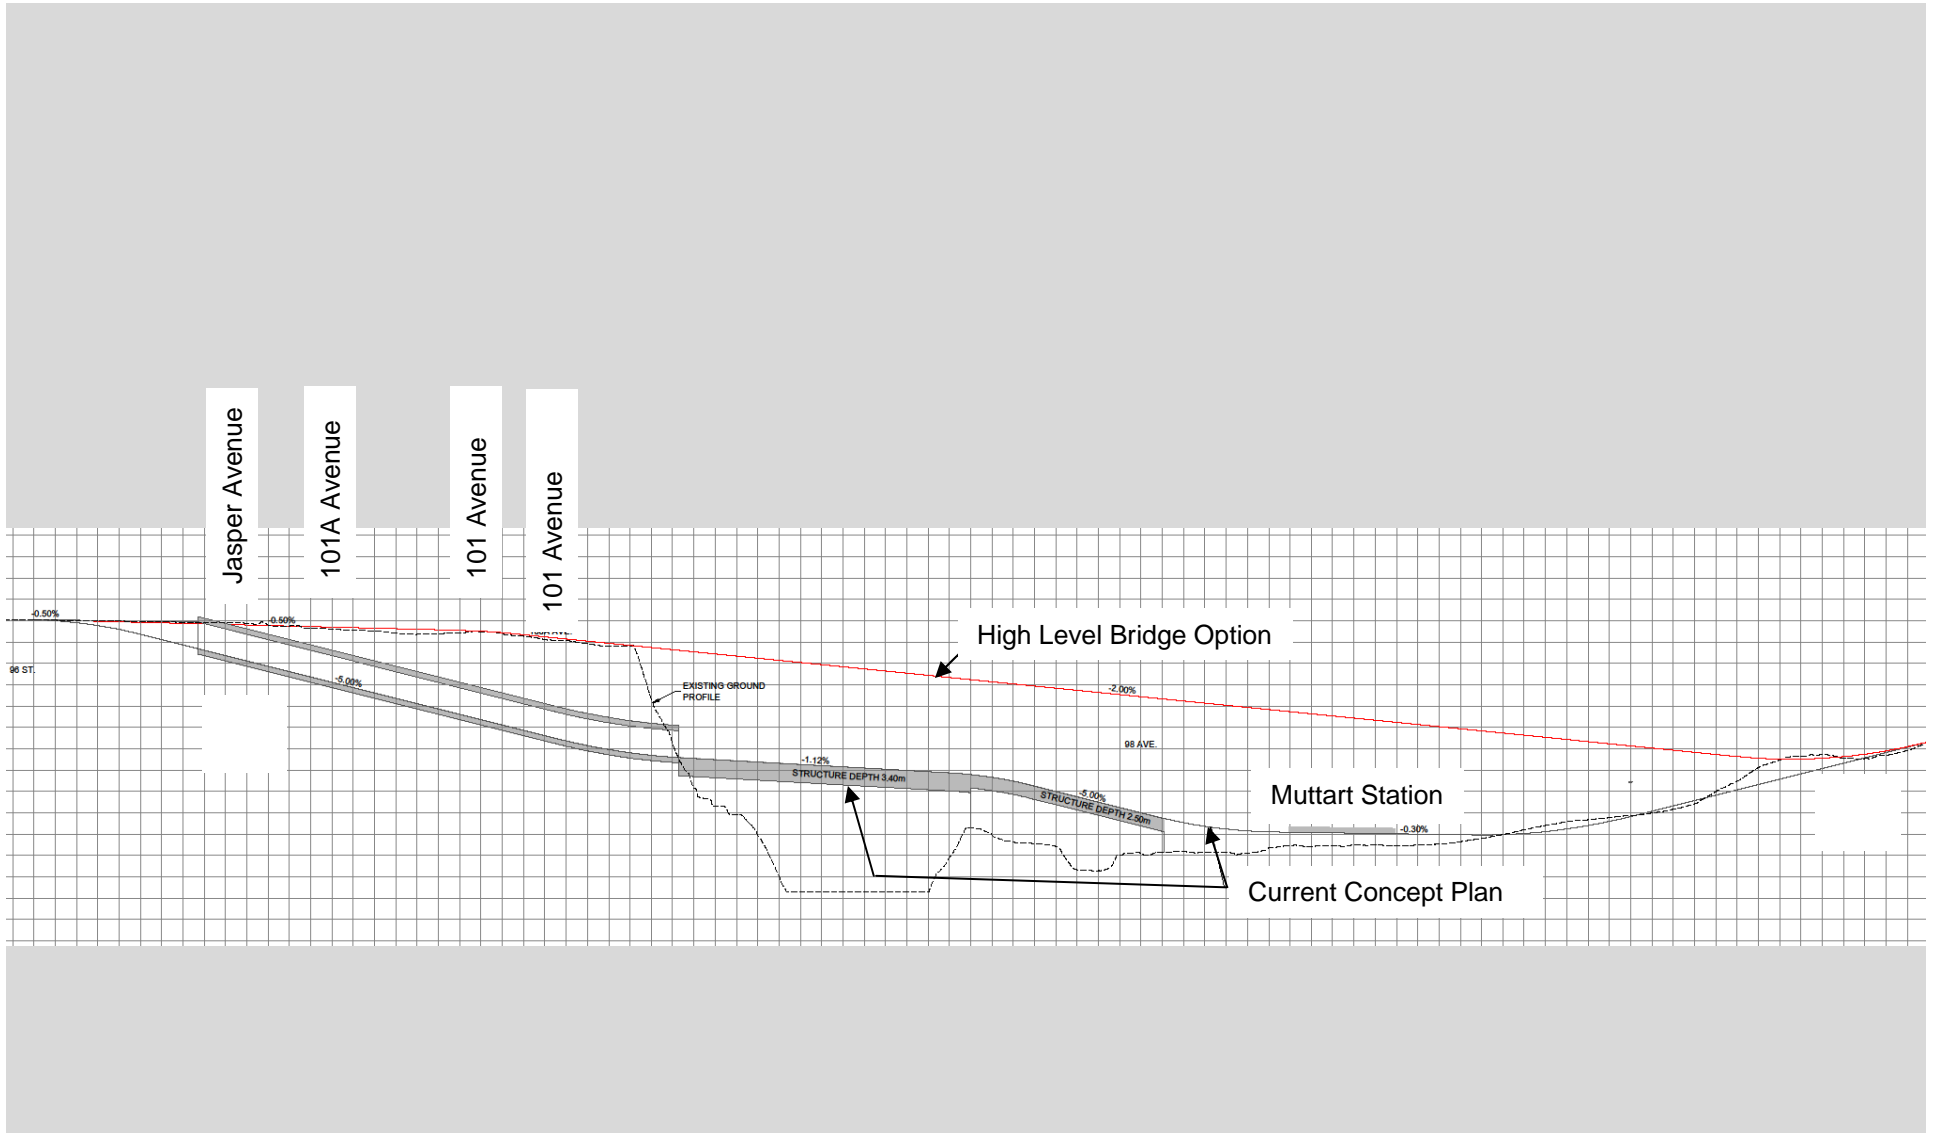 Jasper Avenue
101A Avenue
101 Avenue
101 Avenue
-0.50%
-0.50%
High Level Bridge Option
96 ST.
-5.00%
EXISTING GROUND
PROFILE
-2.00%
98 AVE.
-1.12%
STRUCTURE DEPTH 3.40m
-5.00%
STRUCTURE DEPTH 2.50m
Muttart Station
-0.30%
Current Concept Plan